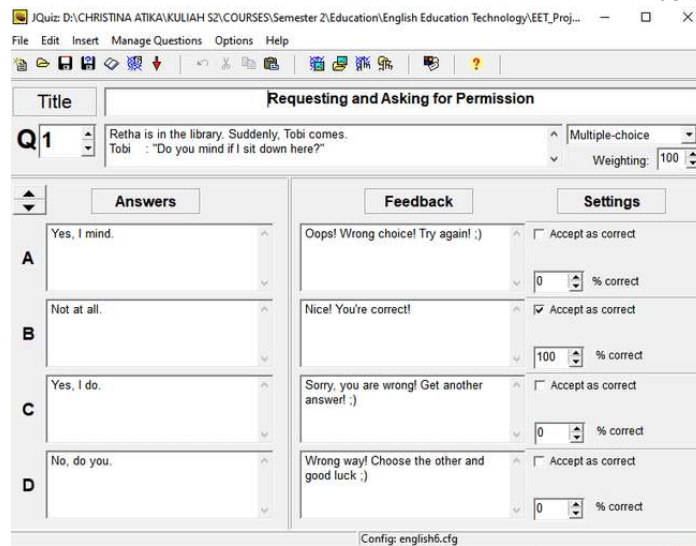 JQuiz: D:\CHRISTINA ATIKA\KULIAH S2\COURSES\Semester 2\Education\English Education Technology\EET_Proj...
File Edit Insert Manage Questions Options Help
Title
Requesting and Asking for Permission
Q 1
Retha is in the library. Suddenly, Tobi comes.
Tobi : "Do you mind if I sit down here?"
Multiple-choice
Weighting: 100
Answers Feedback Settings
A
Yes, I mind.
Oops! Wrong choice! Try again! ;)
Accept as correct
0 % correct
B
Not at all.
Nice! You're correct!
Accept as correct
100 % correct
C
Yes, I do.
Sorry, you are wrong! Get another
answer! ;)
Accept as correct
0 % correct
D
No, do you.
Wrong way! Choose the other and
good luck ;)
Accept as correct
0 % correct
Config: english6.cfg